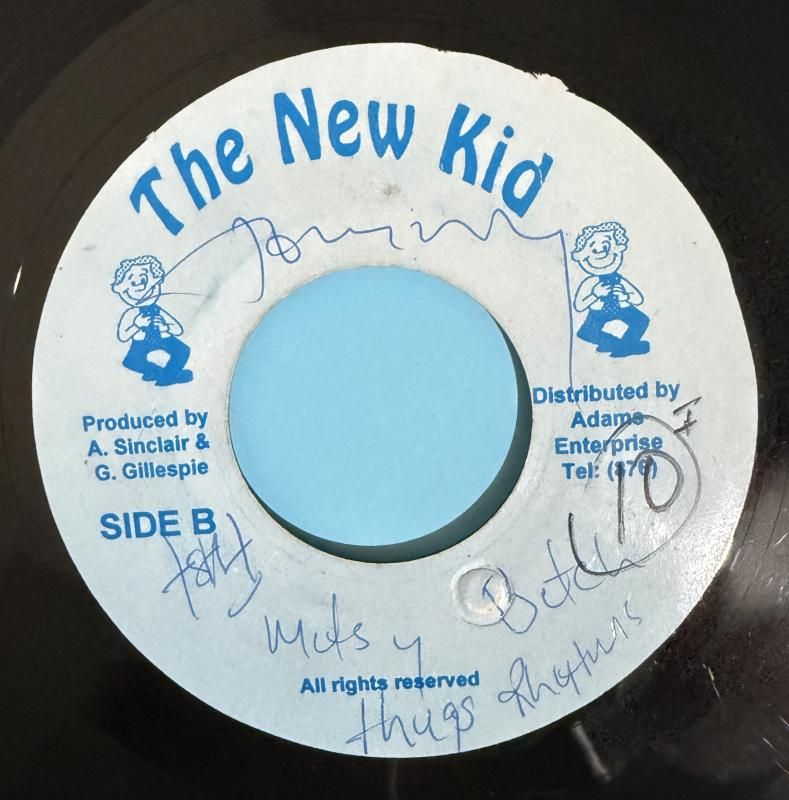 The New Kid
Produced by
A. Sinclair &
G. Gillespie
Distributed by
Adams
Enterprise
Tel: (876)
10
SIDE B
All rights reserved
thugs Rhythms